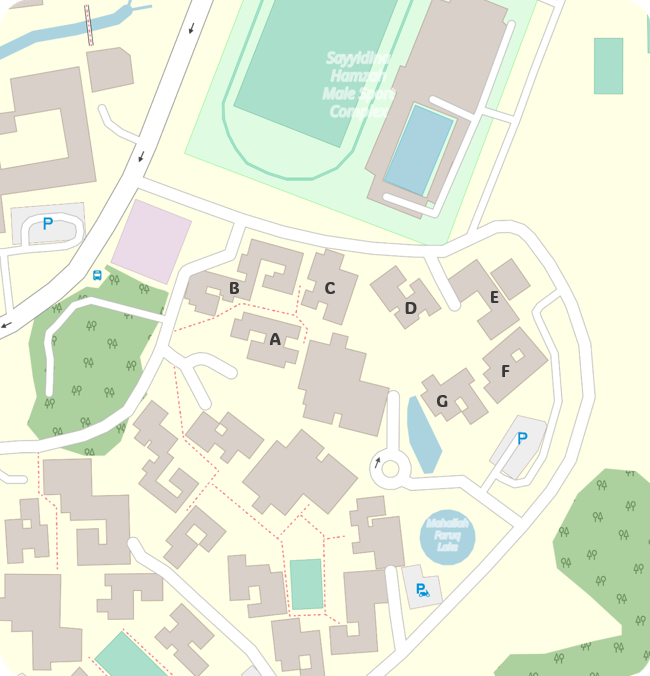 Sayyidina
Hamzah
Male Sport
Complex
P
B
C
D
E
A
F
G
P
Mahallah
Faruq
Lake
P